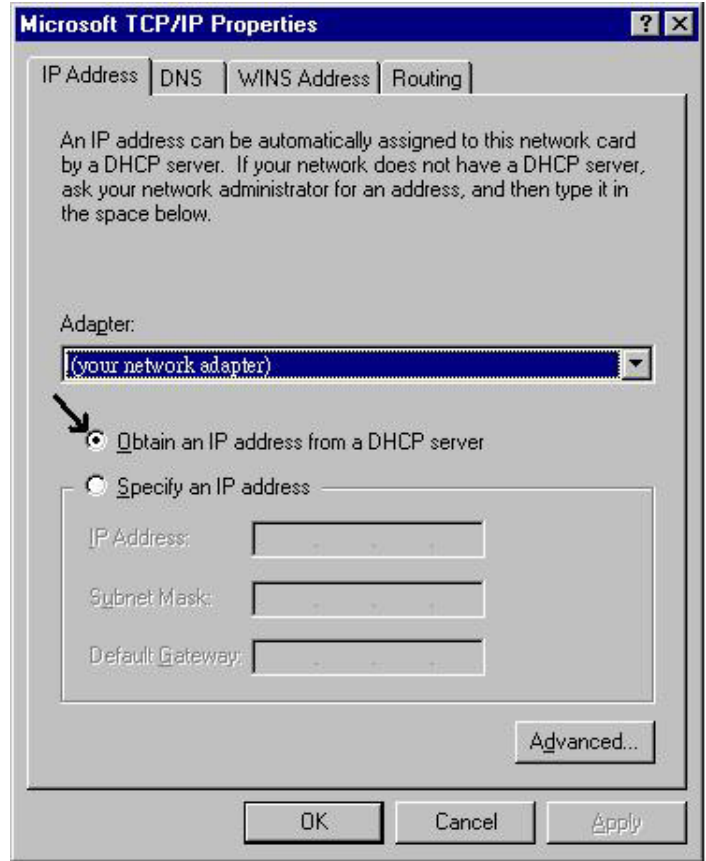 Microsoft TCP/IP Properties
IP Address DNS WINS Address Routing
An IP address can be automatically assigned to this network card
by a DHCP server. If your network does not have a DHCP server,
ask your network administrator for an address, and then type it in
the space below.
Adapter:
(your network adapter)
Obtain an IP address from a DHCP server
Specify an IP address
IP Address:
Subnet Mask:
Default Gateway:
Advanced...
OK Cancel Apply